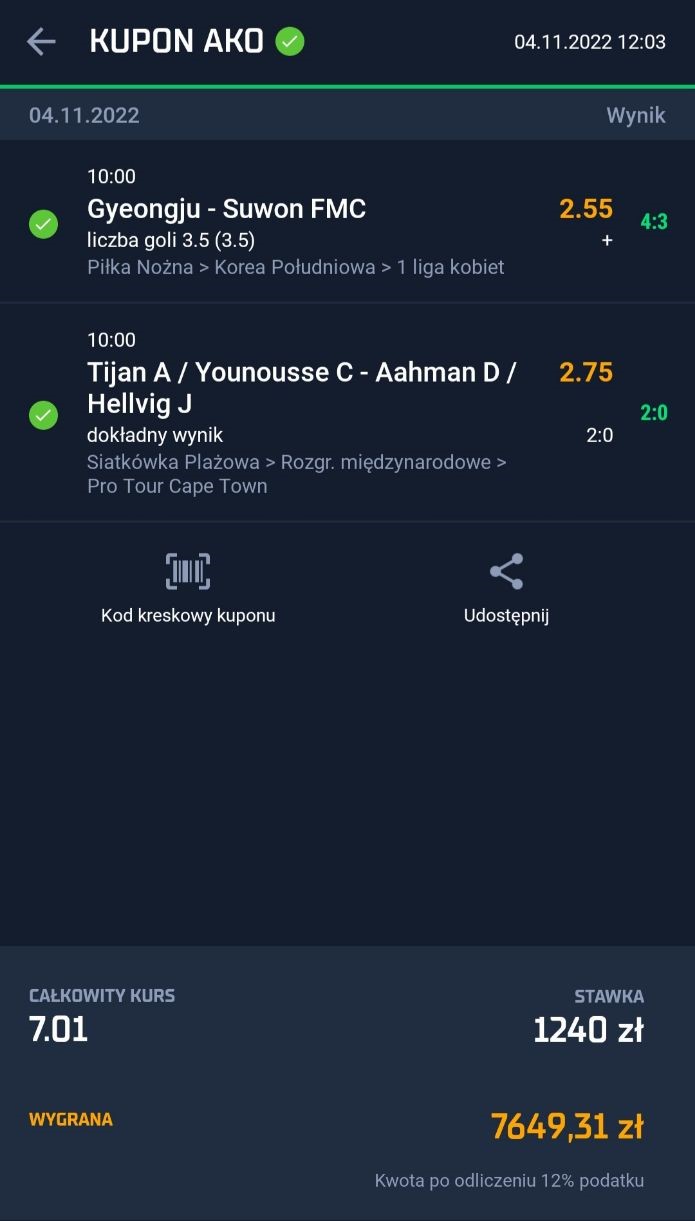 KUPON AKO
04.11.2022 12:03
04.11.2022
Wynik
10:00
Gyeongju - Suwon FMC
2.55
4:3
liczba goli 3.5 (3.5)
+
Piłka Nożna > Korea Południowa > 1 liga kobiet
10:00
Tijan A / Younousse C - Aahman D /
2.75
Hellvig J
2:0
dokładny wynik
2:0
Siatkówka Plażowa > Rozgr. międzynarodowe >
Pro Tour Cape Town
Kod kreskowy kuponu
Udostępnij
CAŁKOWITY KURS
STAWKA
7.01
1240 zł
WYGRANA
7649,31 zł
Kwota po odliczeniu 12% podatku